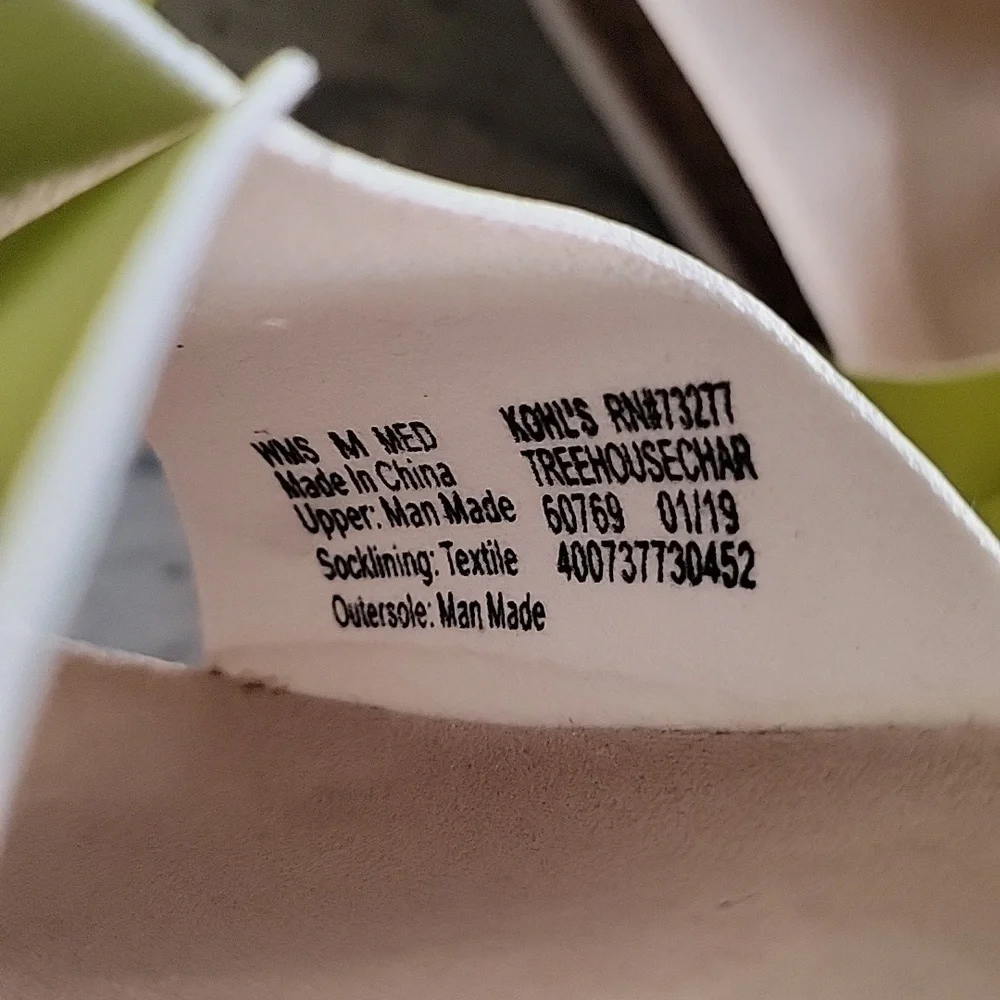 WMS M MED
Made In China
Upper: Man Made
Socklining: Textile
Outersole: Man Made
KOHL'S RN#73277
TREEHOUSECHAR
60769 01/19
400737730452